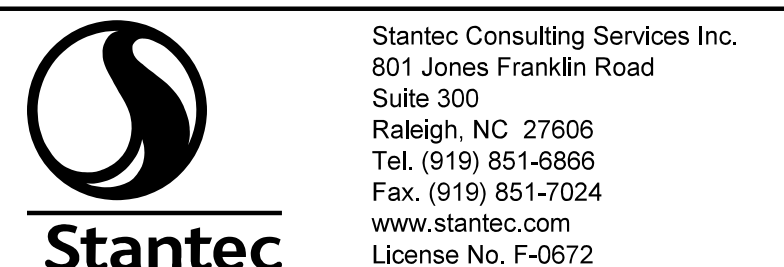 Stantec Consulting Services Inc.
801 Jones Franklin Road
Suite 300
Raleigh, NC 27606
Tel. (919) 851-6866
Fax. (919) 851-7024
www.stantec.com
License No. F-0672
Stantec